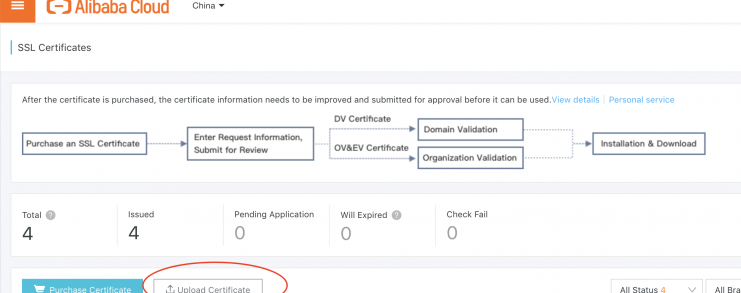 Alibaba Cloud China
SSL Certificates
After the certificate is purchased, the certificate information needs to be improved and submitted for approval before it can be used. View details | Personal service
DV Certificate
Domain Validation
Purchase an SSL Certificate
Enter Request Information,
Submit for Review
Installation & Download
OV&EV Certificate
Organization Validation
Total ? Issued Pending Application Will Expired ? Check Fail
4 4 0 0 0
Purchase Certificate Upload Certificate All Status 4 All Bra